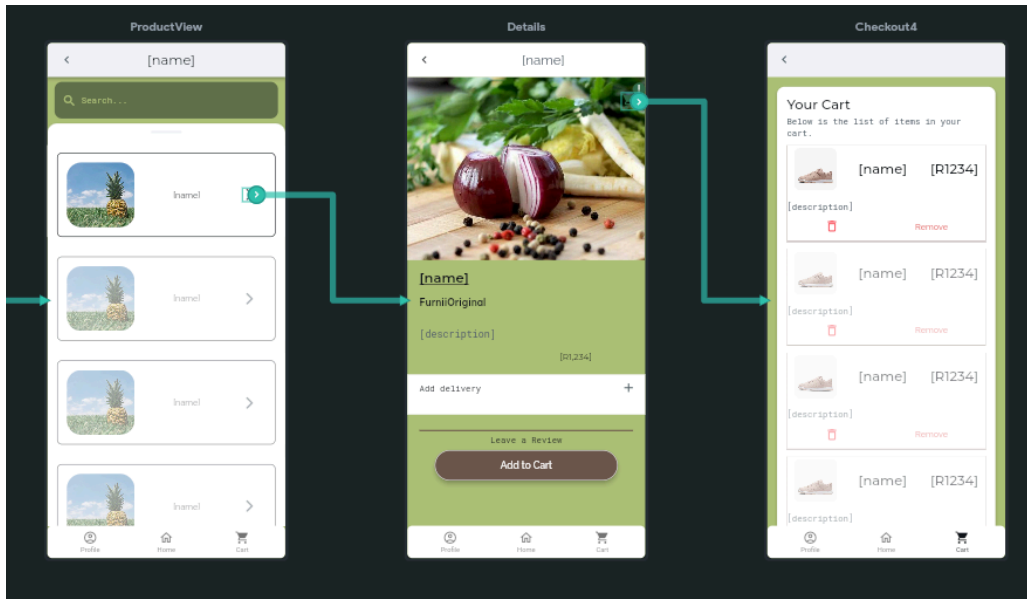 ProductView
[name]
Search...
[name]
[name]
[name]
[name]
Profile
Home
Cart
Details
[name]
[name]
FurniiOriginal
[description]
[R1,234]
Add delivery
Leave a Review
Add to Cart
Profile
Home
Cart
Checkout4
Your Cart
Below is the list of items in your
cart.
[name] [R1234]
[description]
Remove
[name] [R1234]
[description]
Remove
[name] [R1234]
[description]
Remove
[name] [R1234]
[description]
Profile
Home
Cart